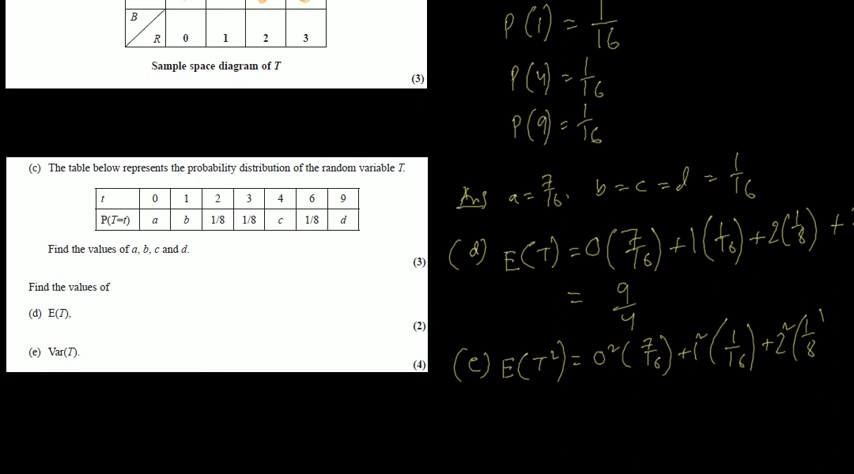 B
R 0 1 2 3
Sample space diagram of T
(3)
(c) The table below represents the probability distribution of the random variable T.
t 0 1 2 3 4 6 9
P(T=t) a b 1/8 1/8 c 1/8 d
Find the values of a, b, c and d.
(3)
Find the values of
(d) E(T),
(2)
(e) Var(T).
(4)
P(1) = 1/16
P(4) = 1/16
P(9) = 1/16
Ans a = 7/16, b = c = d = 1/16
(d) E(T) = 0(7/16) + 1(1/16) + 2(1/8) +
= 9/4
(e) E(T²) = 0²(7/16) + 1²(1/16) + 2²(1/8)